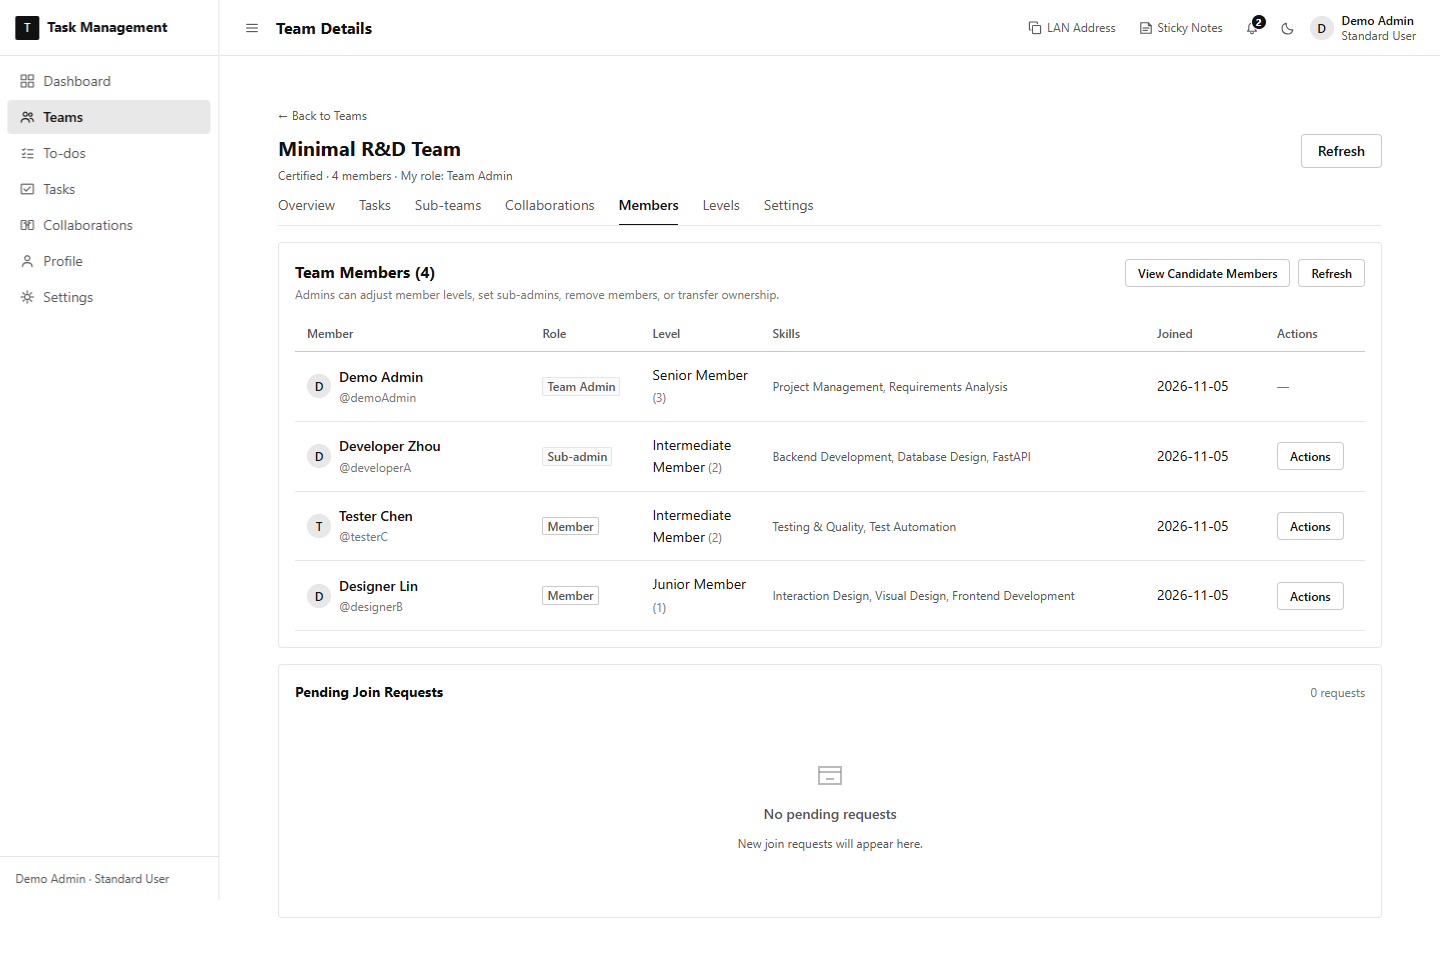 T Task Management
Team Details
LAN Address
Sticky Notes
2
D
Demo Admin
Standard User
Dashboard
Teams
To-dos
Tasks
Collaborations
Profile
Settings
Demo Admin · Standard User
← Back to Teams
Minimal R&D Team
Refresh
Certified · 4 members · My role: Team Admin
Overview Tasks Sub-teams Collaborations Members Levels Settings
Team Members (4)
View Candidate Members Refresh
Admins can adjust member levels, set sub-admins, remove members, or transfer ownership.
Member Role Level Skills Joined Actions
D
Demo Admin
@demoAdmin
Team Admin
Senior Member
(3)
Project Management, Requirements Analysis
2026-11-05
—
D
Developer Zhou
@developerA
Sub-admin
Intermediate
Member (2)
Backend Development, Database Design, FastAPI
2026-11-05
Actions
T
Tester Chen
@testerC
Member
Intermediate
Member (2)
Testing & Quality, Test Automation
2026-11-05
Actions
D
Designer Lin
@designerB
Member
Junior Member
(1)
Interaction Design, Visual Design, Frontend Development
2026-11-05
Actions
Pending Join Requests
0 requests
No pending requests
New join requests will appear here.